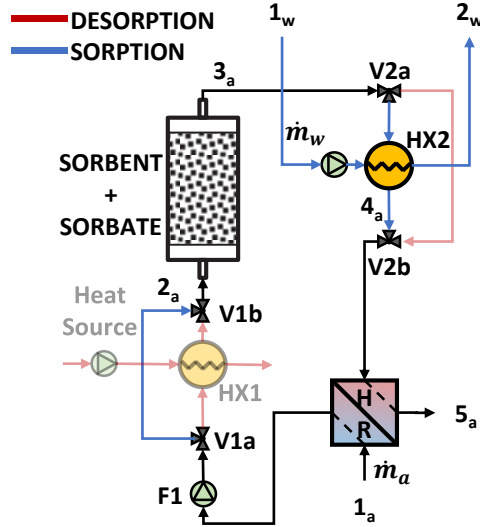 DESORPTION
SORPTION
1w
2w
3a
V2a
ṁw
HX2
SORBENT
+
SORBATE
4a
V2b
2a
V1b
Heat
Source
HX1
V1a
H
R
5a
F1
ṁa
1a